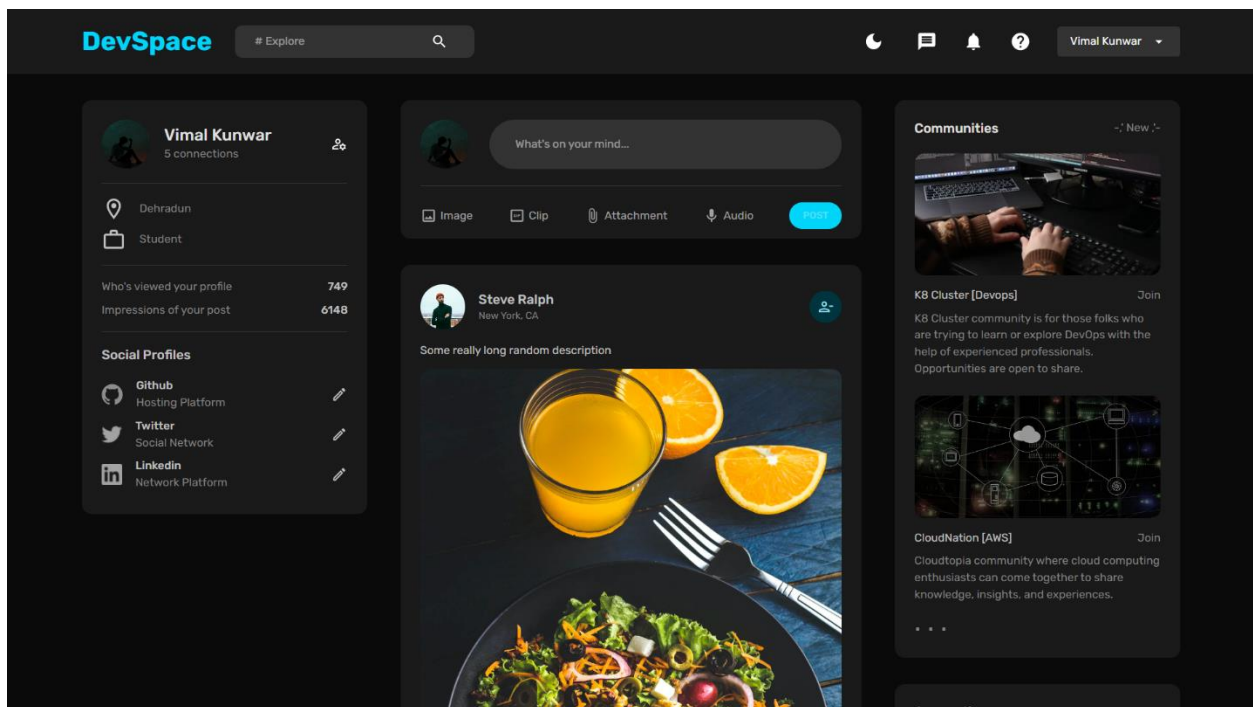 DevSpace
# Explore
Vimal Kunwar
Vimal Kunwar
5 connections
Dehradun
Student
Who's viewed your profile 749
Impressions of your post 6148
Social Profiles
Github
Hosting Platform
Twitter
Social Network
Linkedin
Network Platform
What's on your mind...
Image Clip Attachment Audio POST
Steve Ralph
New York, CA
Some really long random description
Communities -,' New ,'-
K8 Cluster [Devops] Join
K8 Cluster community is for those folks who
are trying to learn or explore DevOps with the
help of experienced professionals.
Opportunities are open to share.
CloudNation [AWS] Join
Cloudtopia community where cloud computing
enthusiasts can come together to share
knowledge, insights, and experiences.